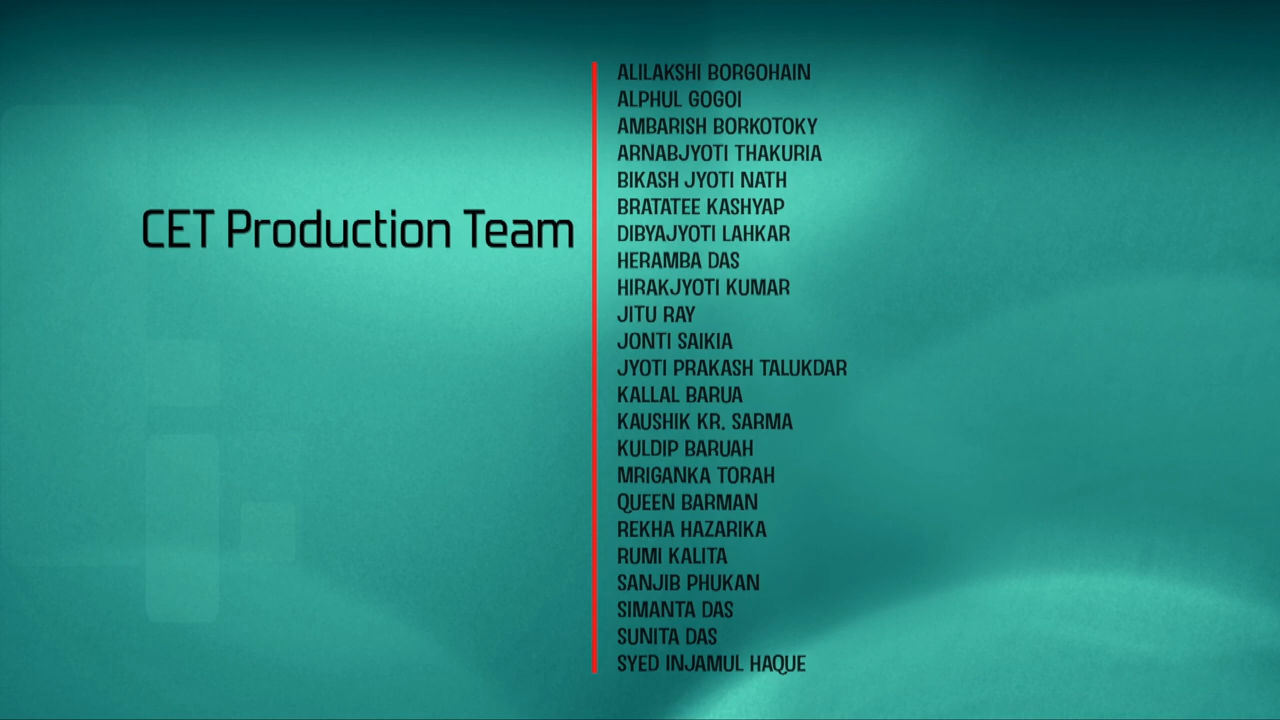 CET Production Team
ALILAKSHI BORGOHAIN
ALPHUL GOGOI
AMBARISH BORKOTOKY
ARNABJYOTI THAKURIA
BIKASH JYOTI NATH
BRATATEE KASHYAP
DIBYAJYOTI LAHKAR
HERAMBA DAS
HIRAKJYOTI KUMAR
JITU RAY
JONTI SAIKIA
JYOTI PRAKASH TALUKDAR
KALLAL BARUA
KAUSHIK KR. SARMA
KULDIP BARUAH
MRIGANKA TORAH
QUEEN BARMAN
REKHA HAZARIKA
RUMI KALITA
SANJIB PHUKAN
SIMANTA DAS
SUNITA DAS
SYED INJAMUL HAQUE